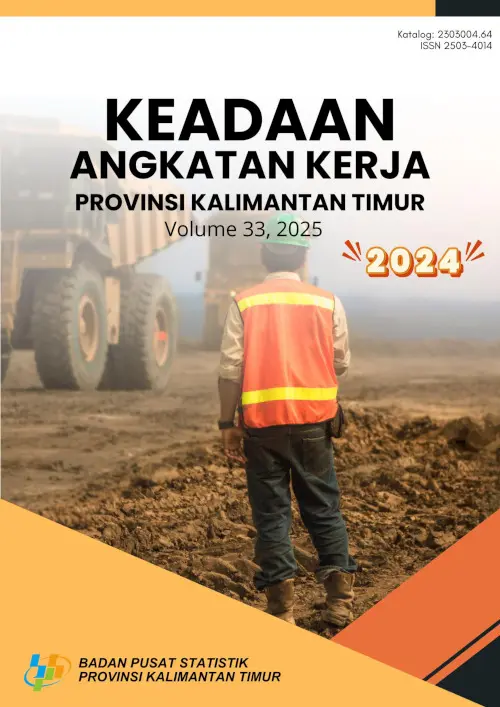 Katalog: 2303004.64
ISSN 2503-4014
KEADAAN
ANGKATAN KERJA
PROVINSI KALIMANTAN TIMUR
Volume 33, 2025
2024
BADAN PUSAT STATISTIK
PROVINSI KALIMANTAN TIMUR